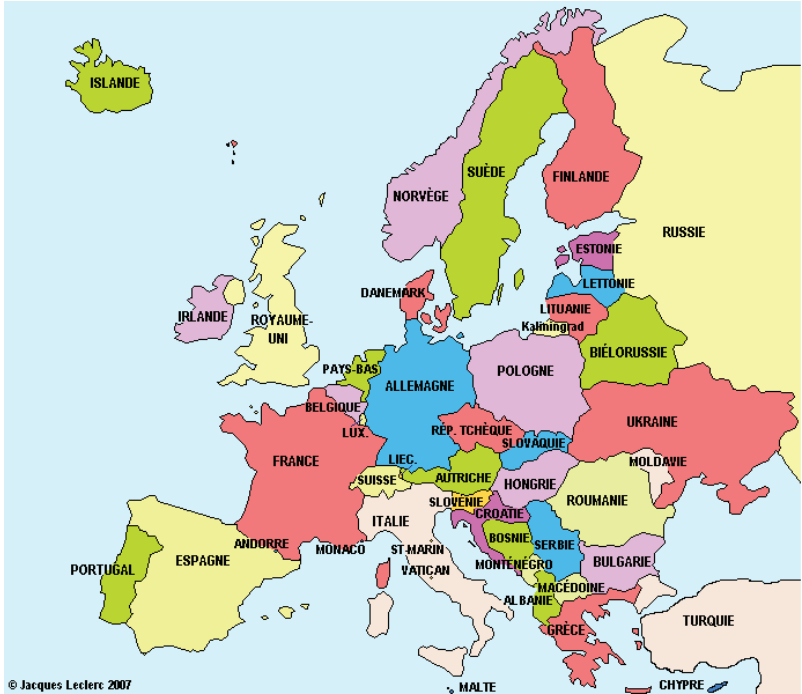 ISLANDE
NORVÈGE
SUÈDE
FINLANDE
RUSSIE
ESTONIE
LETTONIE
LITUANIE
Kaliningrad
DANEMARK
IRLANDE
ROYAUME-
UNI
BIÉLORUSSIE
PAYS-BAS
ALLEMAGNE
POLOGNE
BELGIQUE
LUX.
RÉP. TCHÈQUE
UKRAINE
SLOVAQUIE
FRANCE
LIEC.
MOLDAVIE
SUISSE
AUTRICHE
HONGRIE
ROUMANIE
SLOVÉNIE
CROATIE
ITALIE
BOSNIE
SERBIE
ANDORRE
MONACO
ST-MARIN
PORTUGAL
ESPAGNE
VATICAN
MONTÉNÉGRO
BULGARIE
MACÉDOINE
ALBANIE
TURQUIE
GRÈCE
© Jacques Leclerc 2007
MALTE
CHYPRE